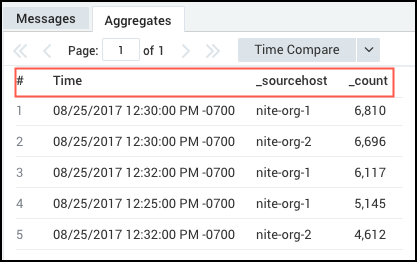 Messages Aggregates
Page: 1 of 1 Time Compare
# Time _sourcehost _count
1 08/25/2017 12:30:00 PM -0700 nite-org-1 6,810
2 08/25/2017 12:30:00 PM -0700 nite-org-2 6,696
3 08/25/2017 12:32:00 PM -0700 nite-org-1 6,117
4 08/25/2017 12:25:00 PM -0700 nite-org-1 5,145
5 08/25/2017 12:32:00 PM -0700 nite-org-2 4,612